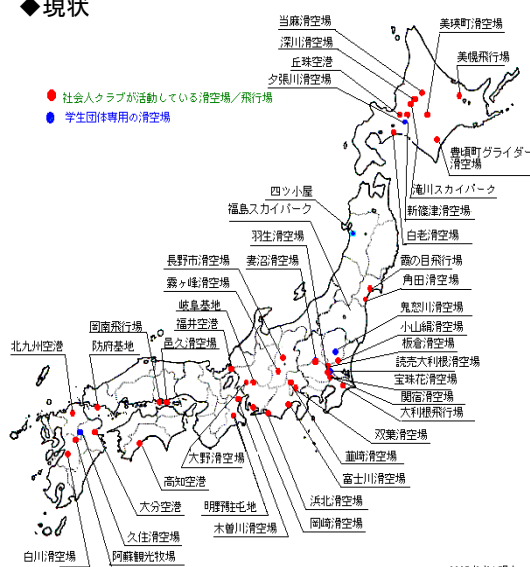 ◆現状
● 社会人クラブが活動している滑空場／飛行場
● 学生団体専用の滑空場
当麻滑空場
深川滑空場
丘珠空港
夕張川滑空場
美瑛町滑空場
美幌飛行場
豊頃町グライダー
滑空場
滝川スカイパーク
新篠津滑空場
白老滑空場
四ツ小屋
福島スカイパーク
羽生滑空場
長野市滑空場
妻沼滑空場
霧ヶ峰滑空場
岐阜基地
福井空港
岡南飛行場
北九州空港
防府基地
邑久滑空場
霞の目飛行場
角田滑空場
鬼怒川滑空場
小山絹滑空場
板倉滑空場
読売大利根滑空場
宝珠花滑空場
関宿滑空場
大利根飛行場
双葉滑空場
韮崎滑空場
富士川滑空場
浜北滑空場
岡崎滑空場
大野滑空場
高知空港
明野駐屯地
大分空港
木曽川滑空場
久住滑空場
白川滑空場
阿蘇観光牧場